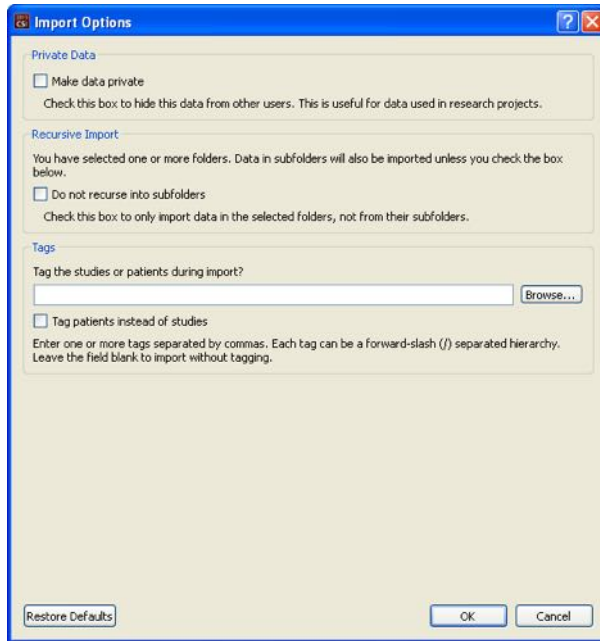 Import Options
Private Data
Make data private
Check this box to hide this data from other users. This is useful for data used in research projects.
Recursive Import
You have selected one or more folders. Data in subfolders will also be imported unless you check the box
below.
Do not recurse into subfolders
Check this box to only import data in the selected folders, not from their subfolders.
Tags
Tag the studies or patients during import?
Browse...
Tag patients instead of studies
Enter one or more tags separated by commas. Each tag can be a forward-slash (/) separated hierarchy.
Leave the field blank to import without tagging.
Restore Defaults
OK
Cancel